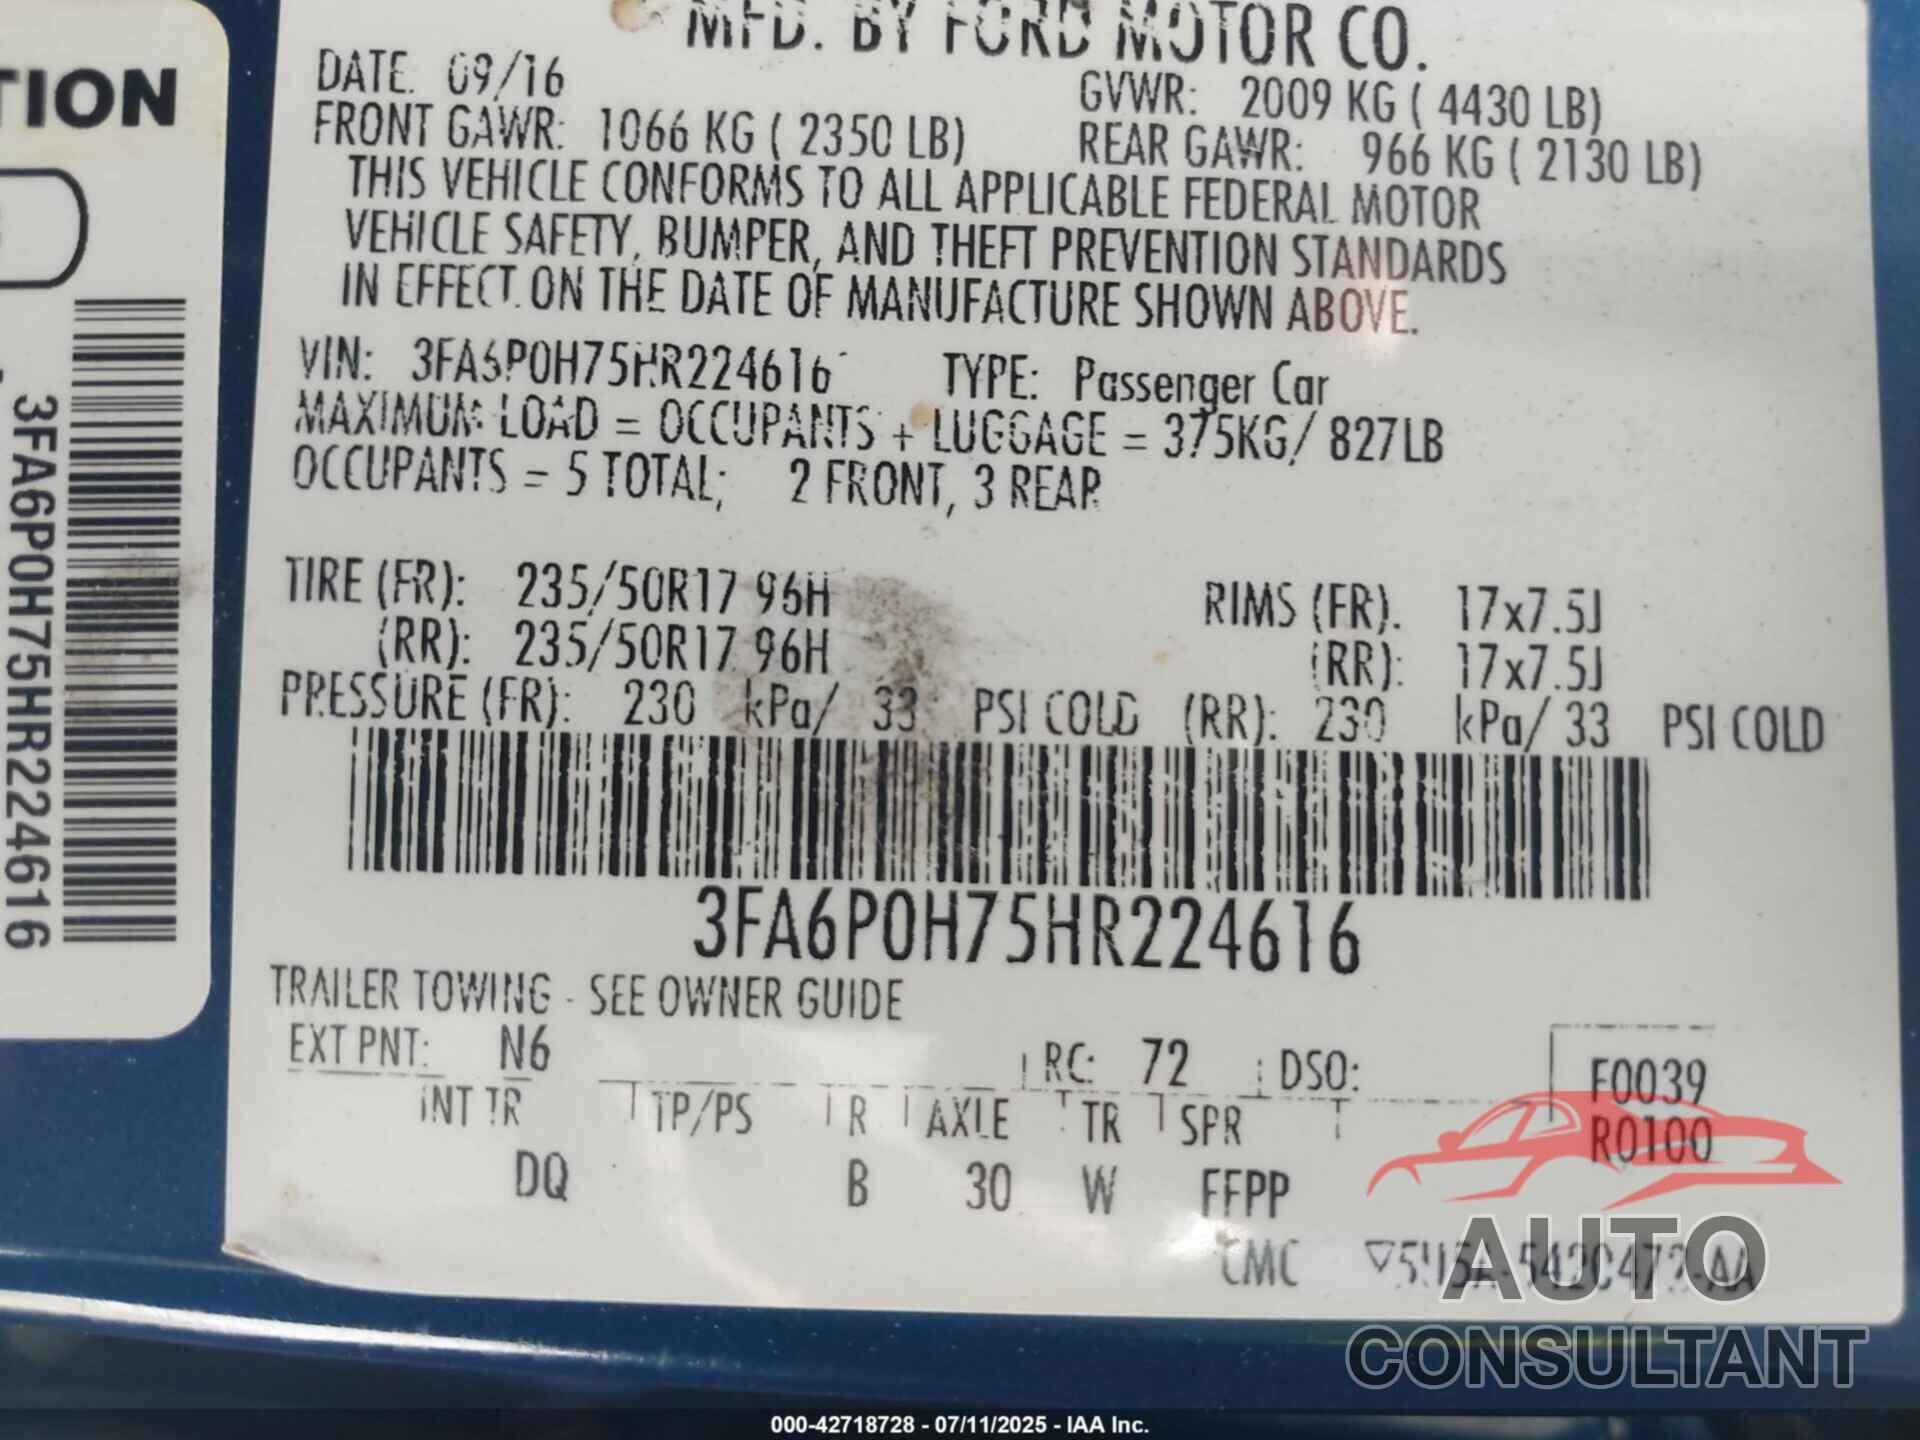 TION
3FA6P0H75HR224616
MFD. BY FORD MOTOR CO.
DATE: 09/16
GVWR: 2009 KG ( 4430 LB)
FRONT GAWR: 1066 KG ( 2350 LB)
REAR GAWR: 966 KG ( 2130 LB)
THIS VEHICLE CONFORMS TO ALL APPLICABLE FEDERAL MOTOR
VEHICLE SAFETY, BUMPER, AND THEFT PREVENTION STANDARDS
IN EFFECT ON THE DATE OF MANUFACTURE SHOWN ABOVE.
VIN: 3FA6P0H75HR224616 TYPE: Passenger Car
MAXIMUM LOAD = OCCUPANTS + LUGGAGE = 375KG/ 827LB
OCCUPANTS = 5 TOTAL; 2 FRONT, 3 REAR
TIRE (FR): 235/50R17 96H RIMS (FR): 17x7.5J
(RR): 235/50R17 96H (RR): 17x7.5J
PRESSURE (FR): 230 kPa/ 33 PSI COLD (RR): 230 kPa/ 33 PSI COLD
3FA6P0H75HR224616
TRAILER TOWING - SEE OWNER GUIDE
EXT PNT: N6 RC: 72 DSO: F0039
INT TR TP/PS R AXLE TR SPR R0100
DQ B 30 W FFPP
CMC
AUTO
CONSULTANT
000-42718728 - 07/11/2025 - IAA Inc.